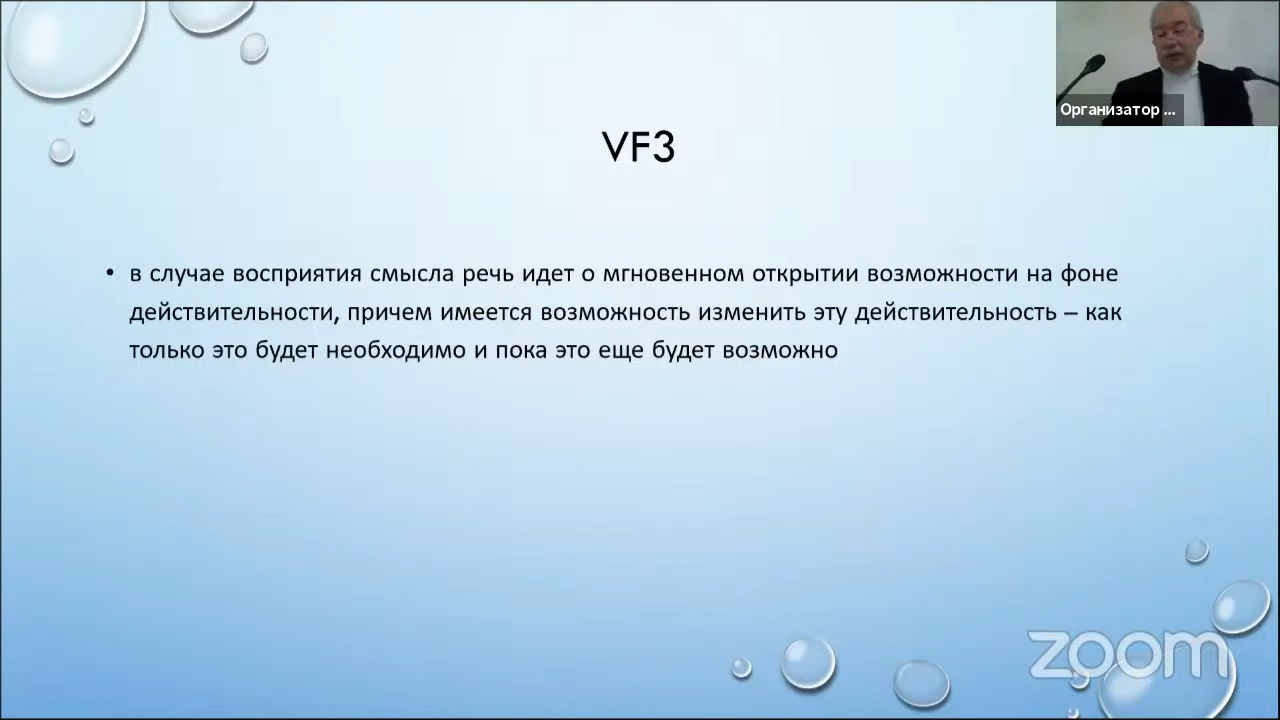 Организатор ...
VF3
• в случае восприятия смысла речь идет о мгновенном открытии возможности на фоне
действительности, причем имеется возможность изменить эту действительность – как
только это будет необходимо и пока это еще будет возможно
zoom